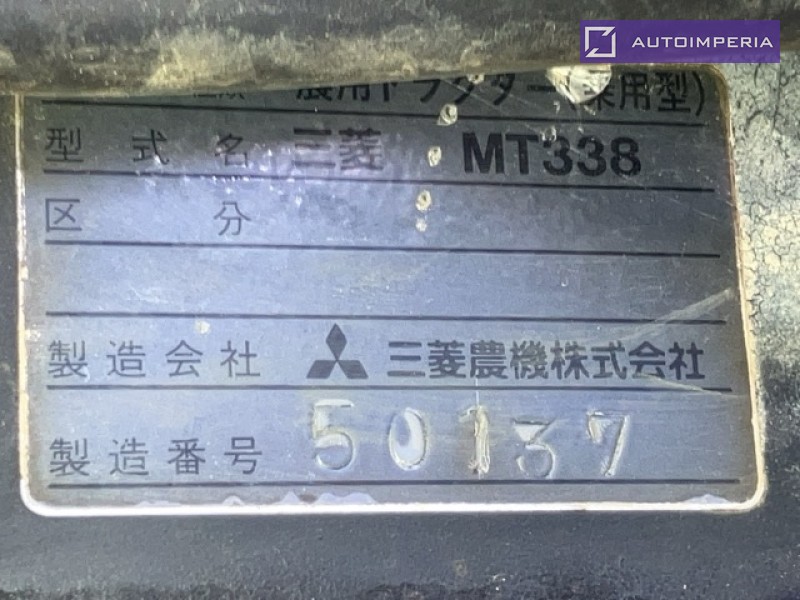 AUTOIMPERIA
農用トラクター(乗用型)
型式名 三菱 MT338
区分
製造会社 三菱農機株式会社
製造番号 50137